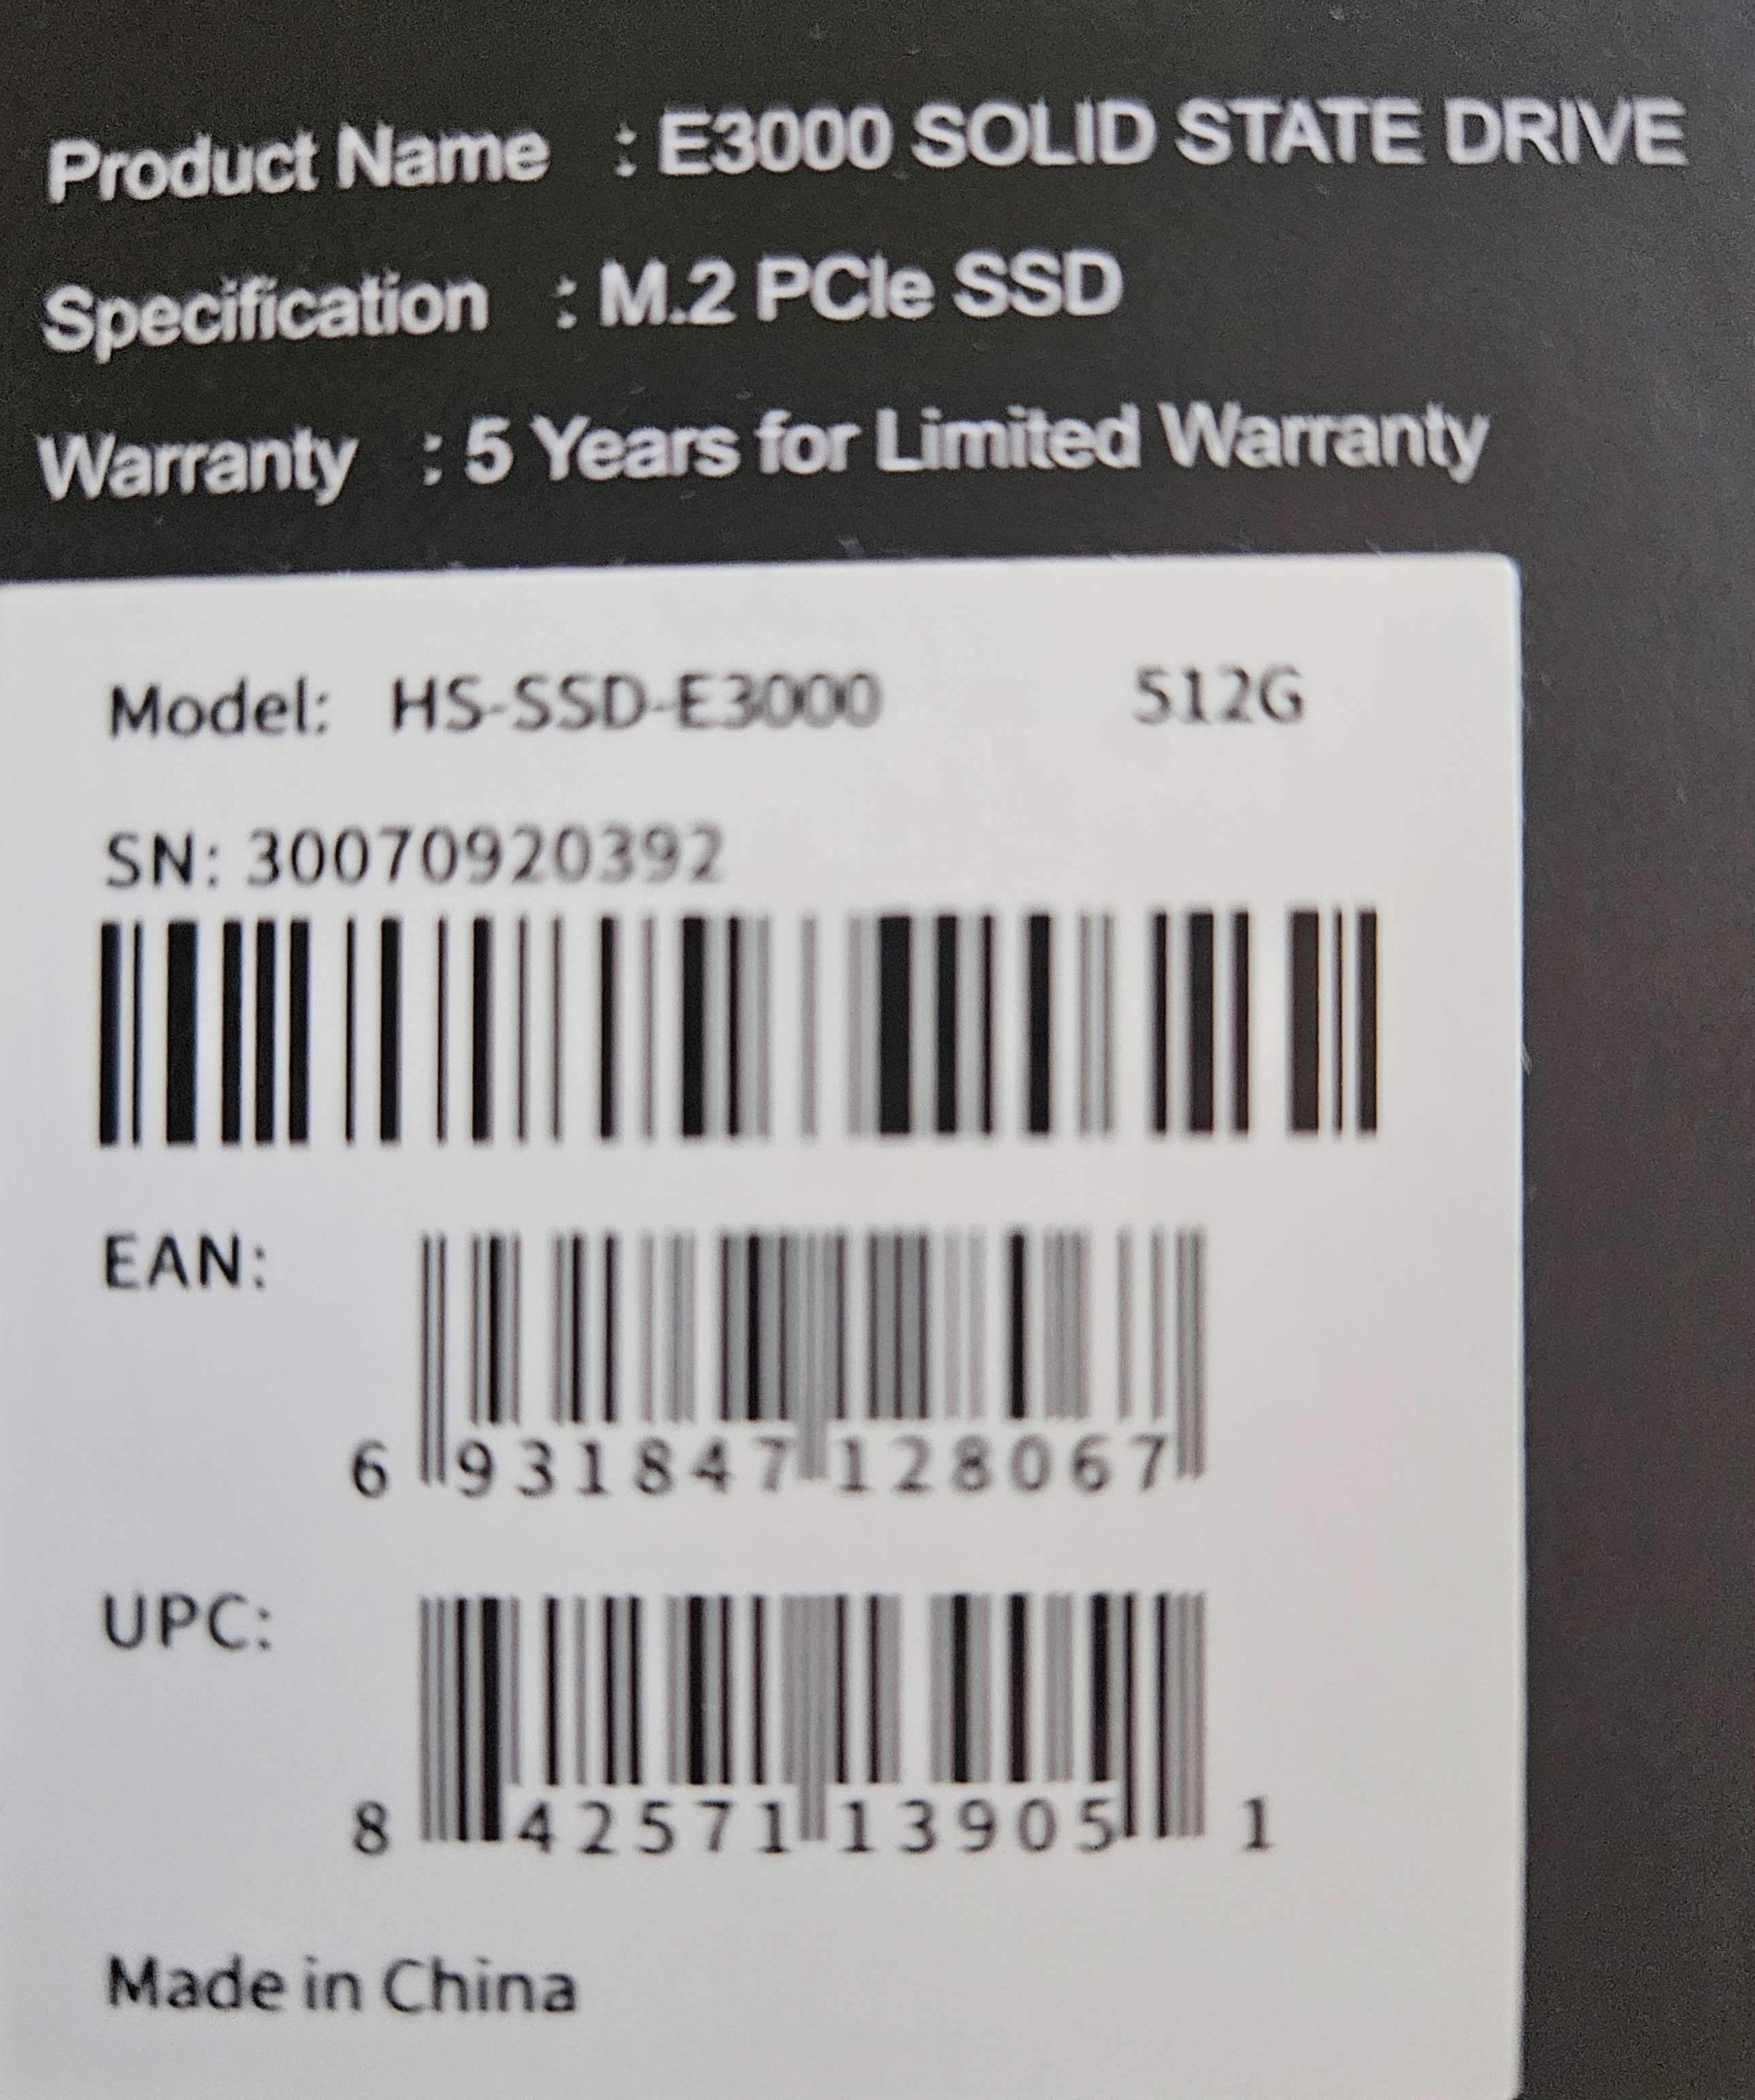 Product Name : E3000 SOLID STATE DRIVE
Specification : M.2 PCIe SSD
Warranty : 5 Years for Limited Warranty
Model: HS-SSD-E3000 512G
SN: 30070920392
EAN:
6 931847 128067
UPC:
8 42571 13905 1
Made in China